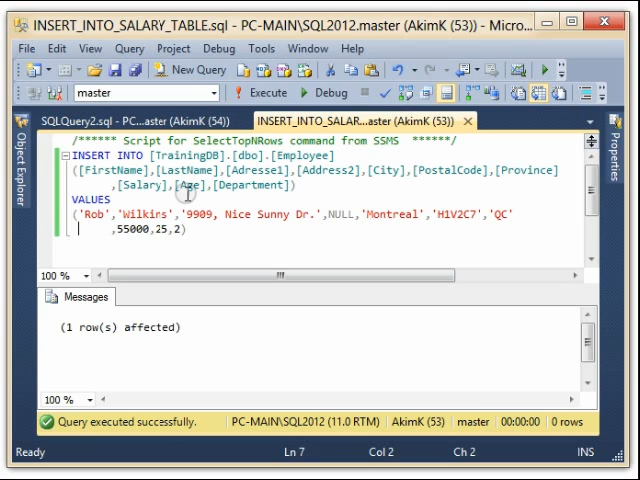 INSERT_INTO_SALARY_TABLE.sql - PC-MAIN\SQL2012.master (AkimK (53)) - Micro...
File Edit View Query Project Debug Tools Window Help
New Query
master Execute Debug
SQLQuery2.sql - PC...aster (AkimK (54)) INSERT_INTO_SALAR...aster (AkimK (53))
Object Explorer
Properties
/****** Script for SelectTopNRows command from SSMS  ******/
INSERT INTO [TrainingDB].[dbo].[Employee]
([FirstName],[LastName],[Adresse1],[Address2],[City],[PostalCode],[Province]
,[Salary],[Age],[Department])
VALUES
('Rob','Wilkins','9909, Nice Sunny Dr.',NULL,'Montreal','H1V2C7','QC'
,55000,25,2)
100 %
Messages
(1 row(s) affected)
100 %
Query executed successfully. PC-MAIN\SQL2012 (11.0 RTM) AkimK (53) master 00:00:00 0 rows
Ready Ln 7 Col 2 Ch 2 INS